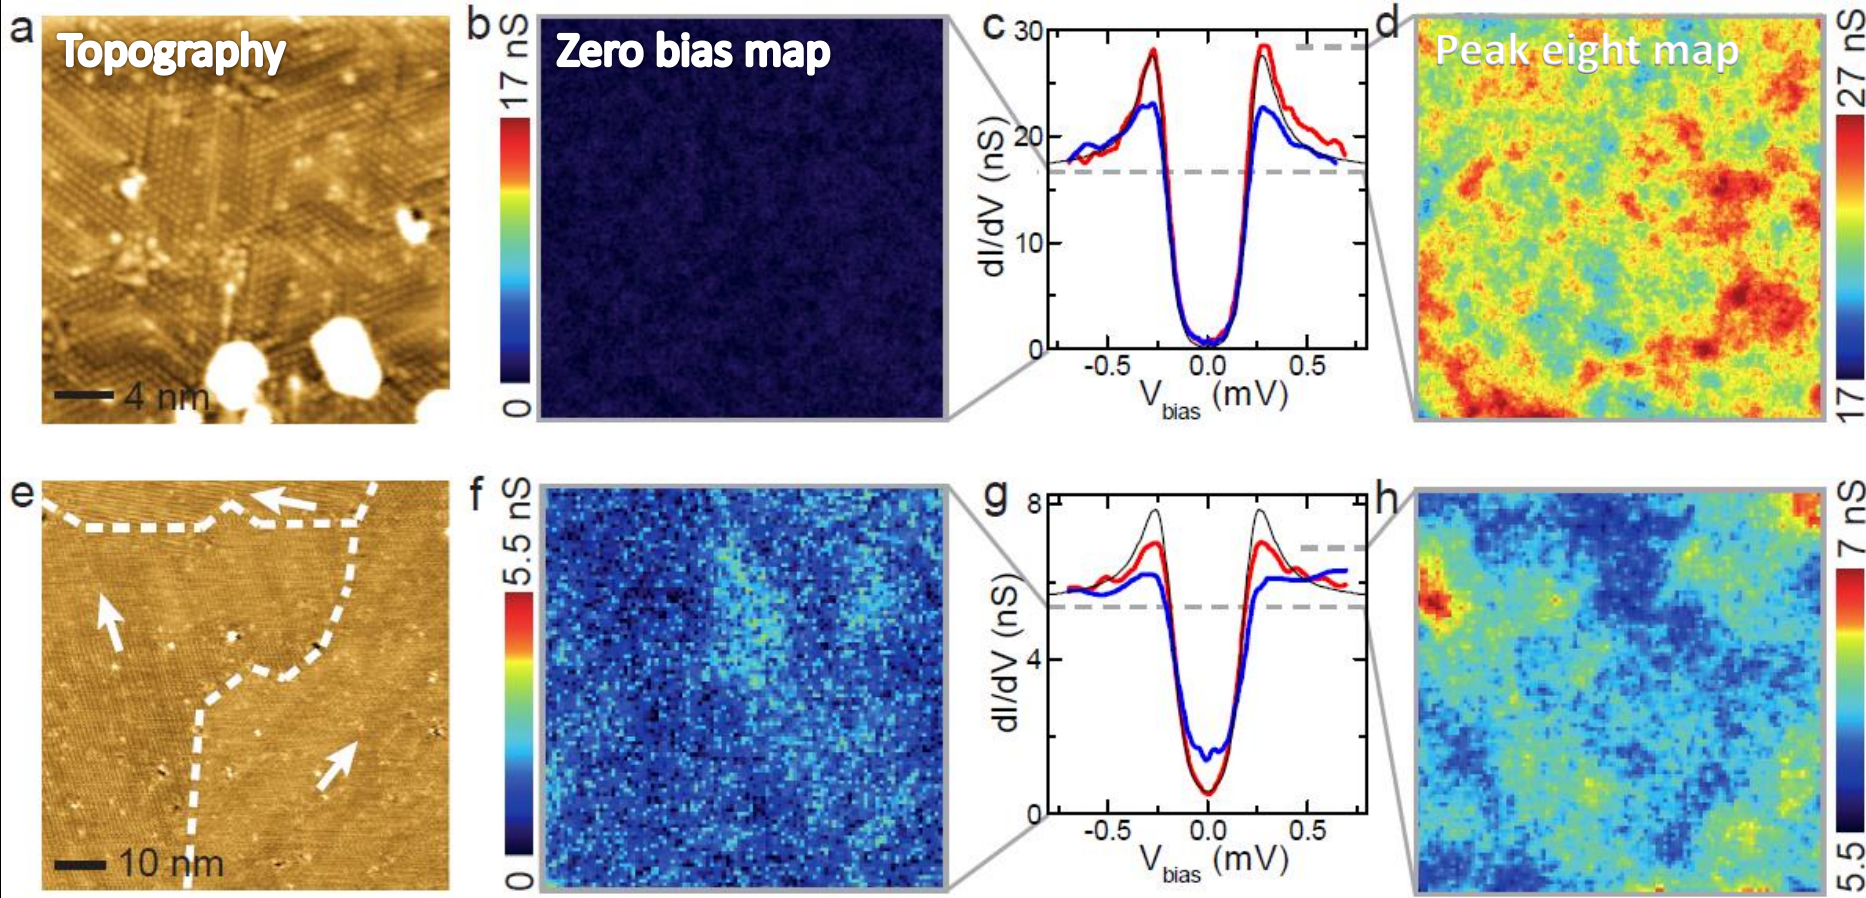 a
Topography
4 nm
b
17 nS
0
Zero bias map
c
30
20
10
0
dI/dV (nS)
-0.5 0.0 0.5
Vbias (mV)
d
Peak eight map
27 nS
17
e
10 nm
f
5.5 nS
0
g
8
4
0
dI/dV (nS)
-0.5 0.0 0.5
Vbias (mV)
h
7 nS
5.5